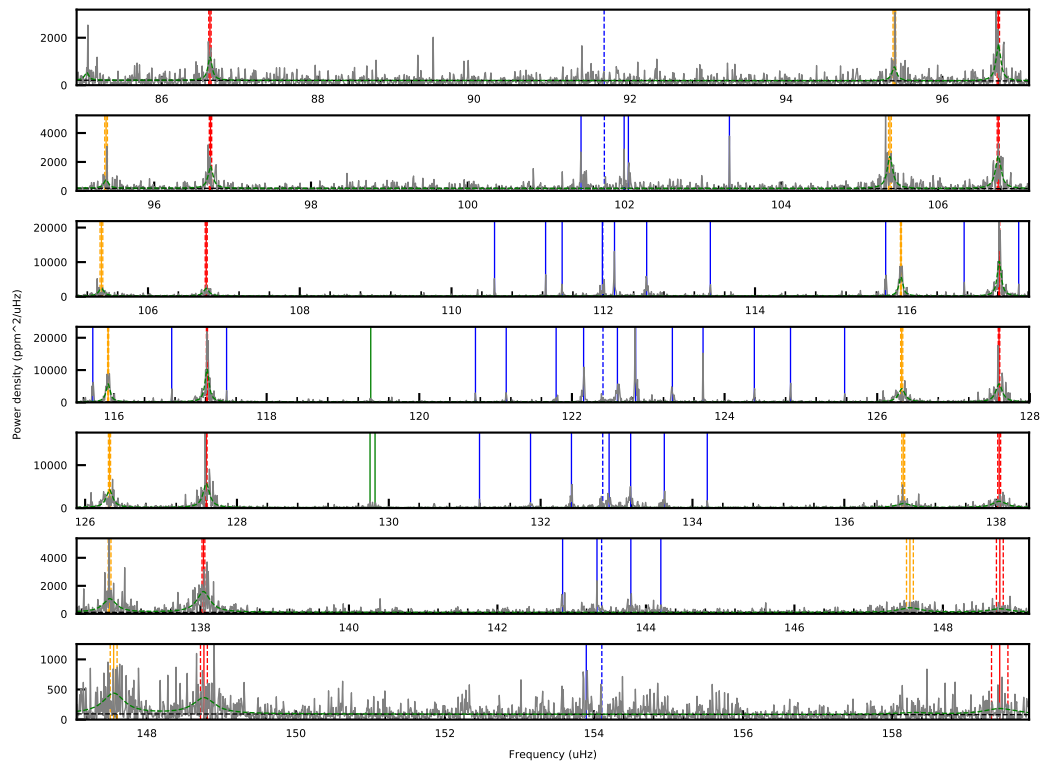 2000
0
86 88 90 92 94 96
4000
2000
0
96 98 100 102 104 106
20000
10000
0
106 108 110 112 114 116
20000
10000
0
116 118 120 122 124 126 128
Power density (ppm^2/uHz)
10000
0
126 128 130 132 134 136 138
4000
2000
0
138 140 142 144 146 148
1000
500
0
148 150 152 154 156 158
Frequency (uHz)